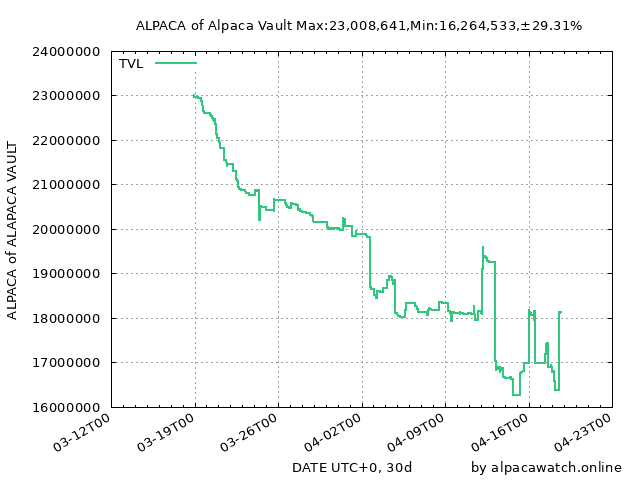 ALPACA of Alpaca Vault Max:23,008,641,Min:16,264,533,±29.31%
TVL
ALPACA of ALAPACA VAULT
24000000
23000000
22000000
21000000
20000000
19000000
18000000
17000000
16000000
03-12T00
03-19T00
03-26T00
04-02T00
04-09T00
04-16T00
04-23T00
DATE UTC+0, 30d
by alpacawatch.online